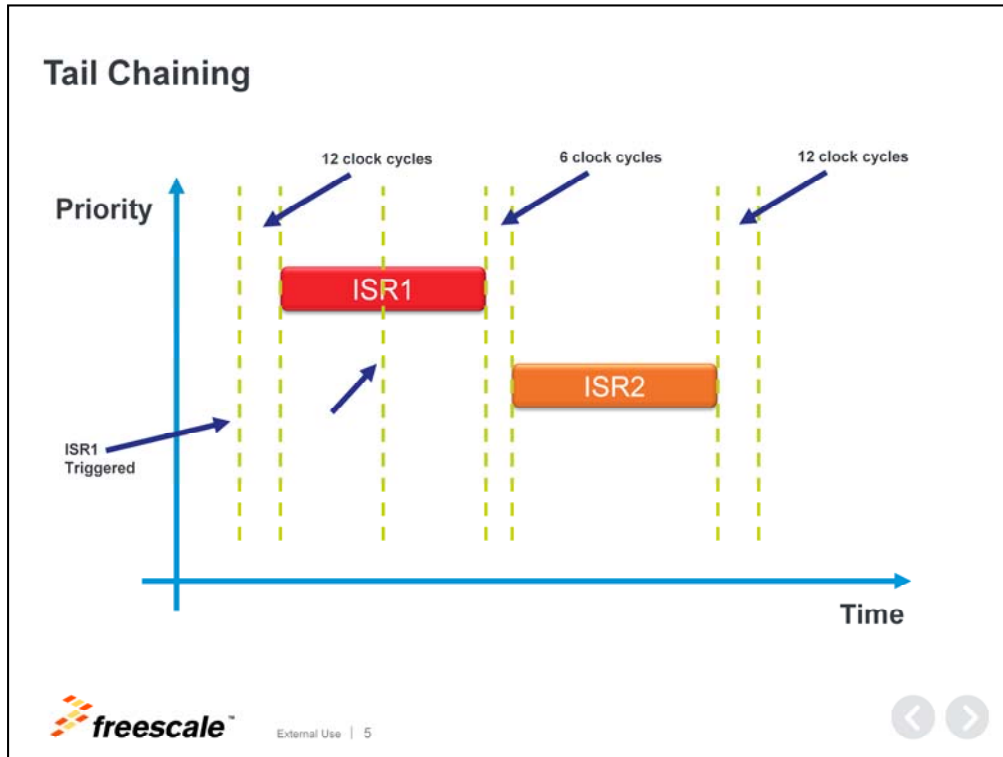 Tail Chaining
12 clock cycles
6 clock cycles
12 clock cycles
Priority
ISR1
ISR2
ISR1
Triggered
Time
freescale™
External Use | 5